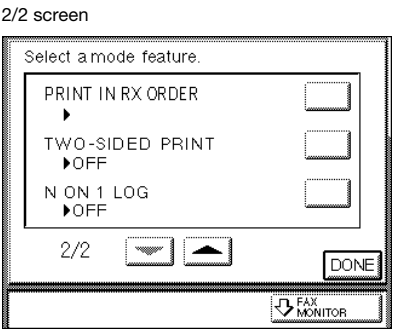 2/2 screen
Select a mode feature.
PRINT IN RX ORDER
TWO-SIDED PRINT
OFF
N ON 1 LOG
OFF
2/2
DONE
FAX
MONITOR